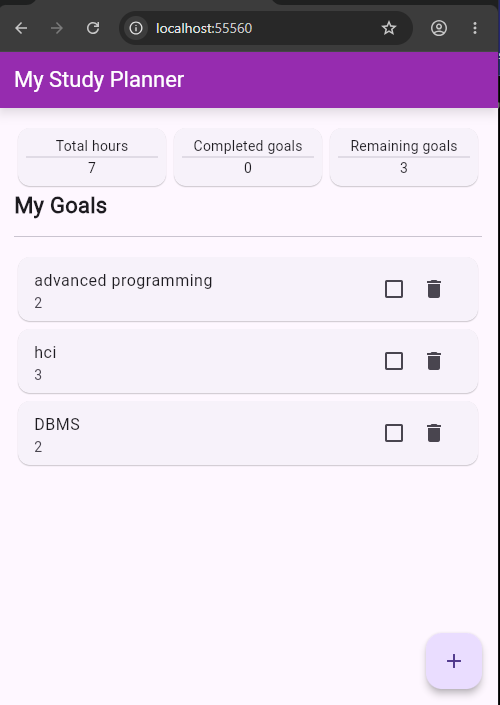 localhost:55560
My Study Planner
Total hours
7
Completed goals
0
Remaining goals
3
My Goals
advanced programming
2
hci
3
DBMS
2